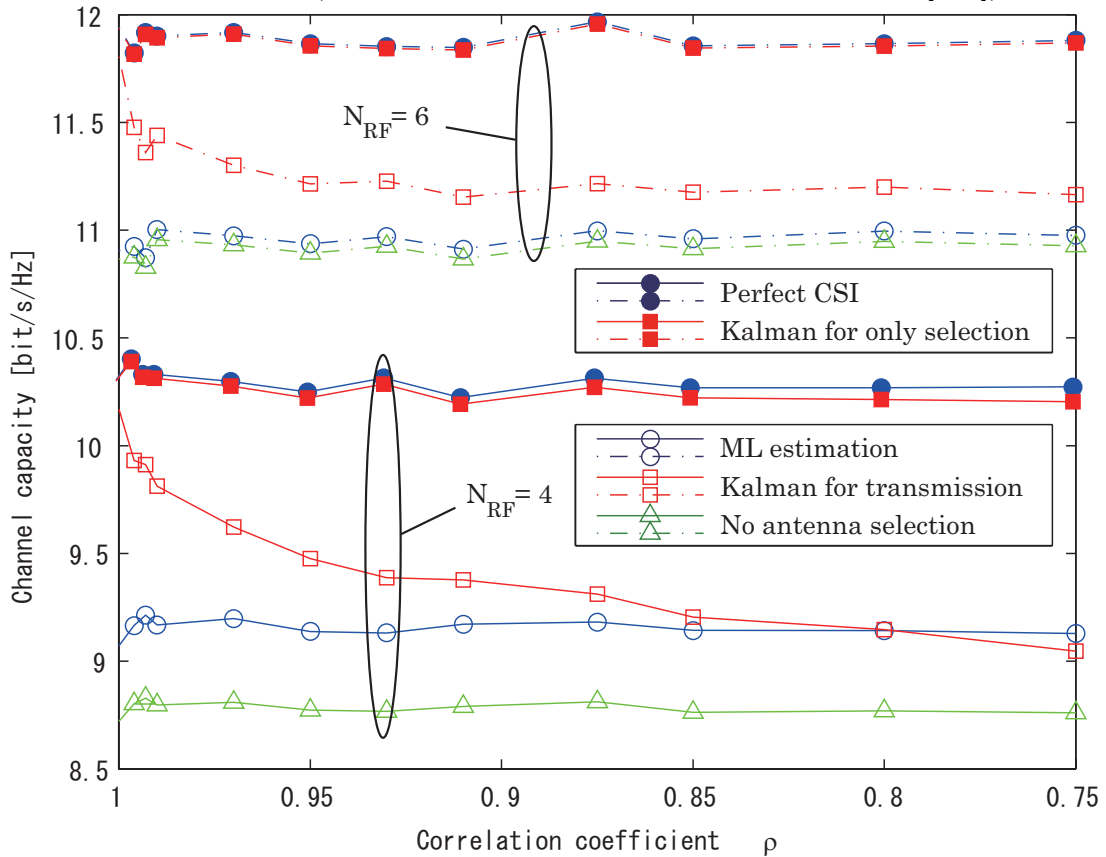 12
11.5
11
10.5
10
9.5
9
8.5
Channel capacity [bit/s/Hz]
N_RF = 6
Perfect CSI
Kalman for only selection
ML estimation
Kalman for transmission
No antenna selection
N_RF = 4
1 0.95 0.9 0.85 0.8 0.75
Correlation coefficient ρ